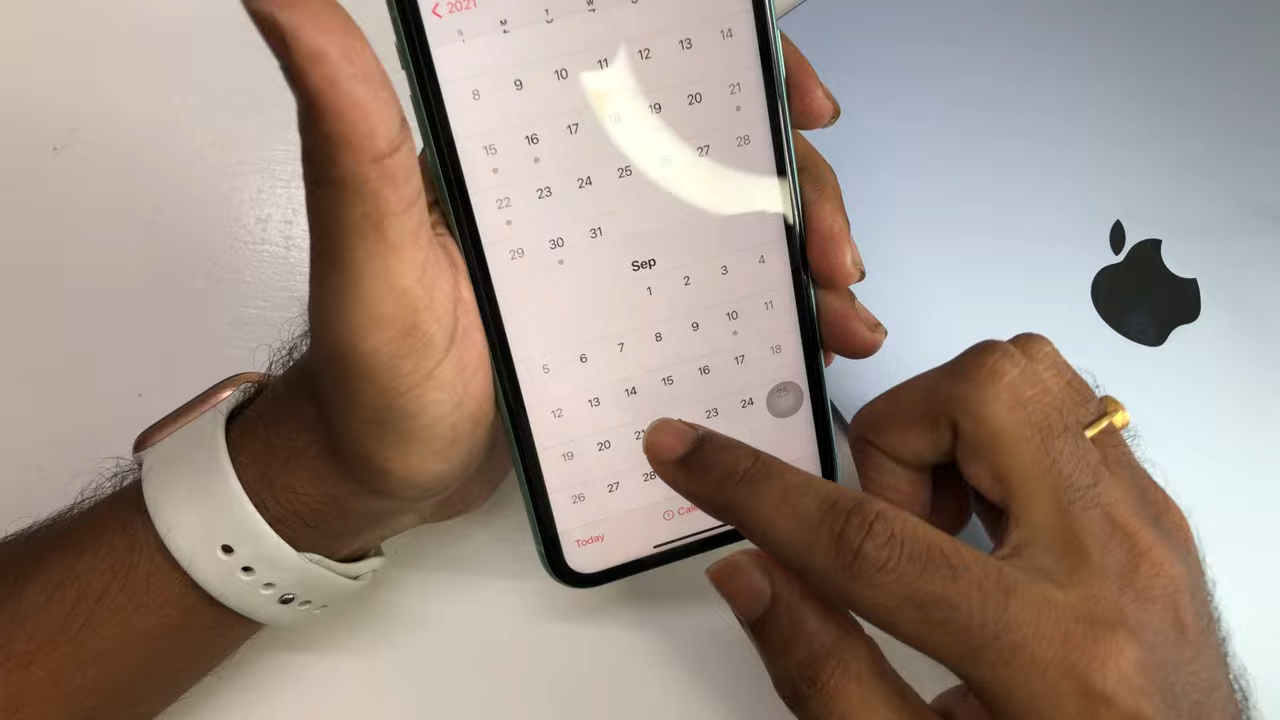 2021
M T W
8 9 10 11 12 13 14
15 16 17 18 19 20 21
22 23 24 25 27 28
29 30 31
Sep
1 2 3 4
5 6 7 8 9 10 11
12 13 14 15 16 17 18
19 20 21 23 24 25
26 27 28
Today